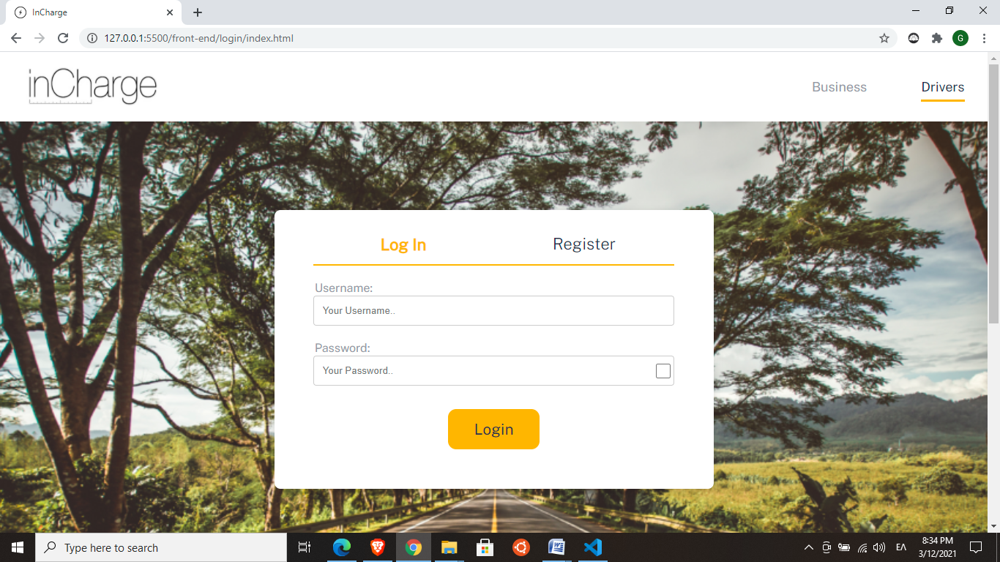 InCharge
127.0.0.1:5500/front-end/login/index.html
G
inCharge
Business
Drivers
Log In
Register
Username:
Your Username..
Password:
Your Password..
Login
Type here to search
ΕΛ
8:34 PM
3/12/2021